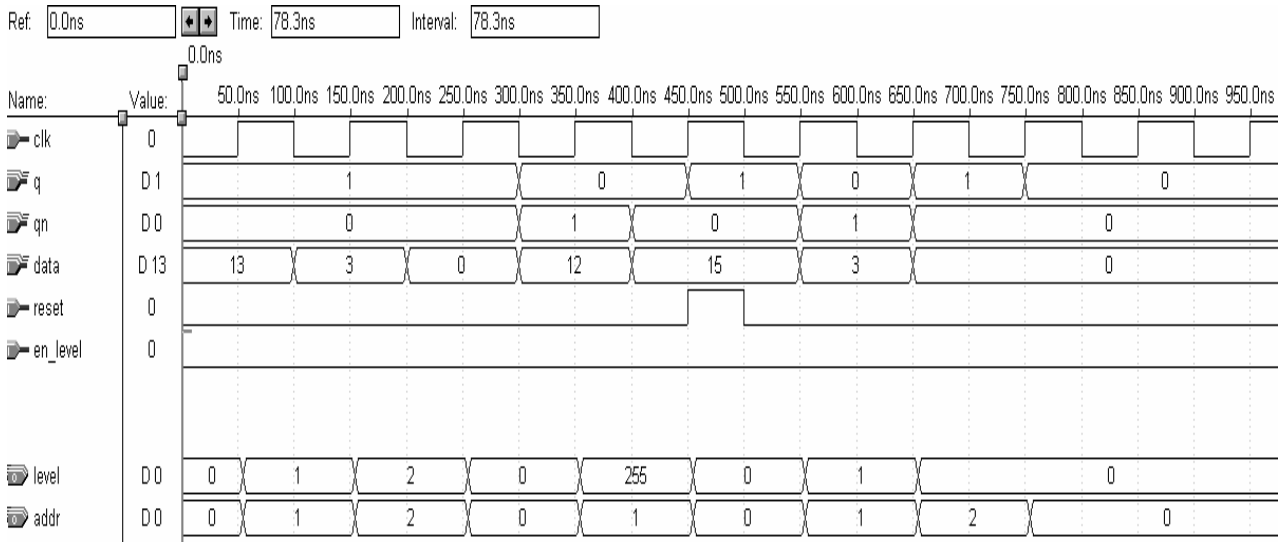 Ref: 0.0ns Time: 78.3ns Interval: 78.3ns
0.0ns
Name: Value: 50.0ns 100.0ns 150.0ns 200.0ns 250.0ns 300.0ns 350.0ns 400.0ns 450.0ns 500.0ns 550.0ns 600.0ns 650.0ns 700.0ns 750.0ns 800.0ns 850.0ns 900.0ns 950.0ns
clk 0
q D 1 1 0 1 0 1 0
qn D 0 0 1 0 1 0
data D 13 13 3 0 12 15 3 0
reset 0
en_level 0
level D 0 0 1 2 0 255 0 1 0
addr D 0 0 1 2 0 1 0 1 2 0